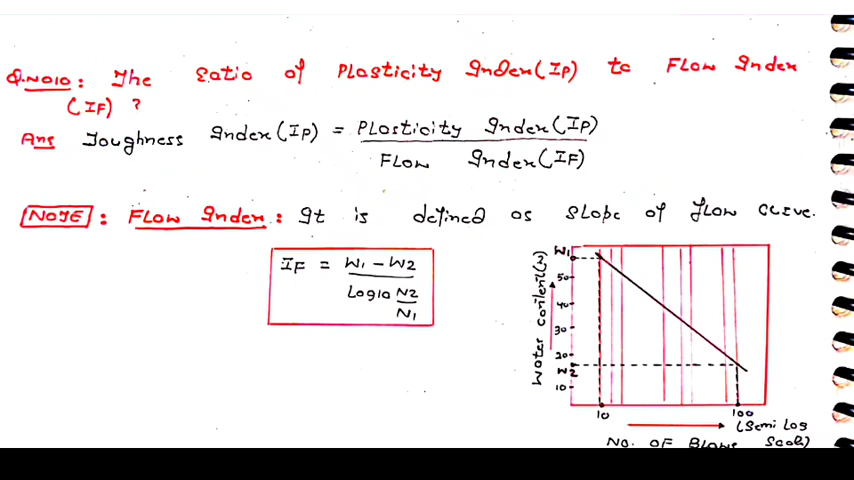 Q.NO10 : The ratio of Plasticity Index (IP) to Flow Index
(IF) ?
Ans Toughness Index (IP) = Plasticity Index (IP)
Flow Index (IF)
NOTE : Flow Index : It is defined as slope of flow curve.
IF = W1 - W2
Log10 N2
N1
Water content (%)
W1
50
40
30
20
W2
10
10
100
(Semi Log
NO. OF Blows Scale)